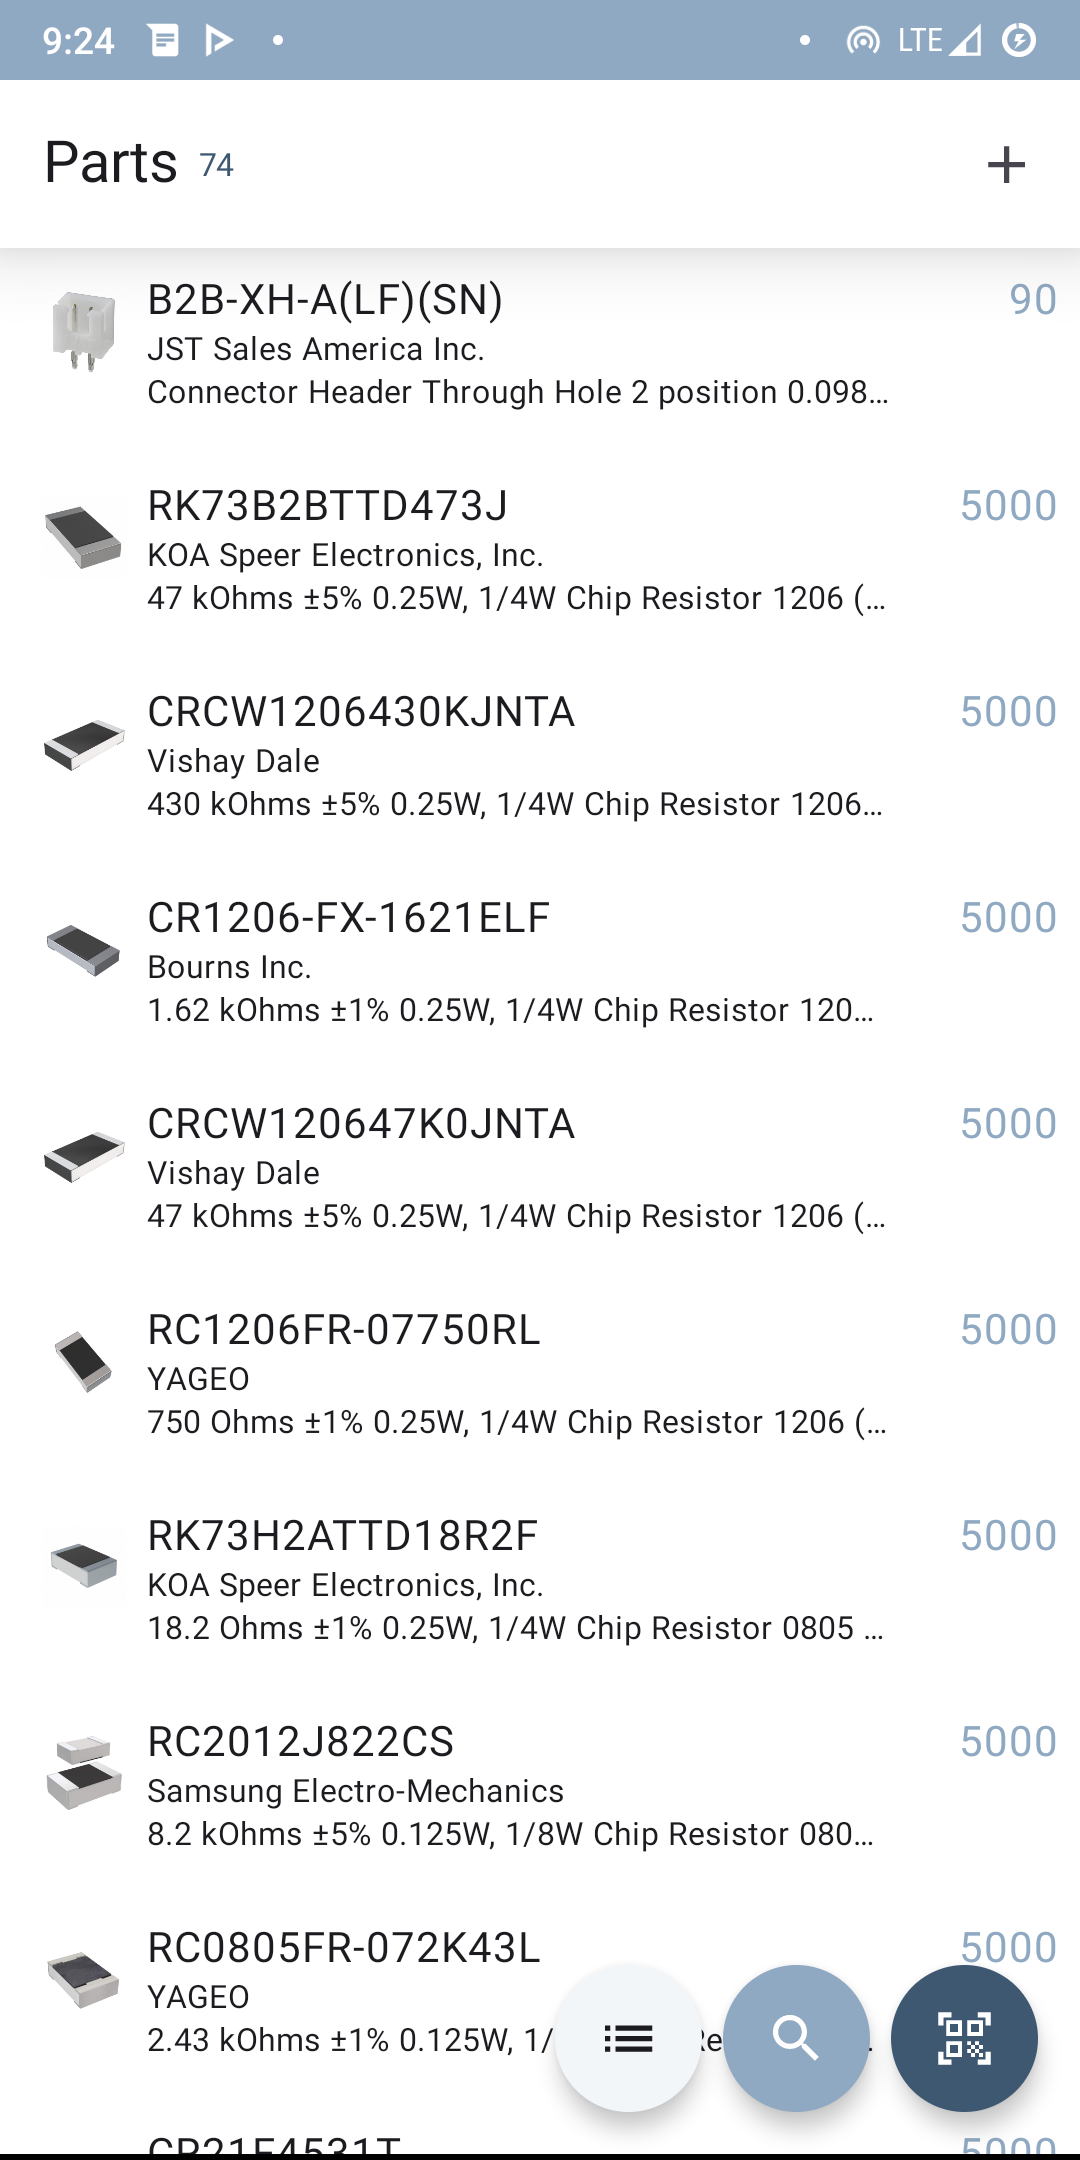 9:24 LTE
Parts 74
B2B-XH-A(LF)(SN) 90
JST Sales America Inc.
Connector Header Through Hole 2 position 0.098…
RK73B2BTTD473J 5000
KOA Speer Electronics, Inc.
47 kOhms ±5% 0.25W, 1/4W Chip Resistor 1206 (…
CRCW1206430KJNTA 5000
Vishay Dale
430 kOhms ±5% 0.25W, 1/4W Chip Resistor 1206…
CR1206-FX-1621ELF 5000
Bourns Inc.
1.62 kOhms ±1% 0.25W, 1/4W Chip Resistor 120…
CRCW120647K0JNTA 5000
Vishay Dale
47 kOhms ±5% 0.25W, 1/4W Chip Resistor 1206 (…
RC1206FR-07750RL 5000
YAGEO
750 Ohms ±1% 0.25W, 1/4W Chip Resistor 1206 (…
RK73H2ATTD18R2F 5000
KOA Speer Electronics, Inc.
18.2 Ohms ±1% 0.25W, 1/4W Chip Resistor 0805 …
RC2012J822CS 5000
Samsung Electro-Mechanics
8.2 kOhms ±5% 0.125W, 1/8W Chip Resistor 080…
RC0805FR-072K43L 5000
YAGEO
2.43 kOhms ±1% 0.125W, 1/
5000